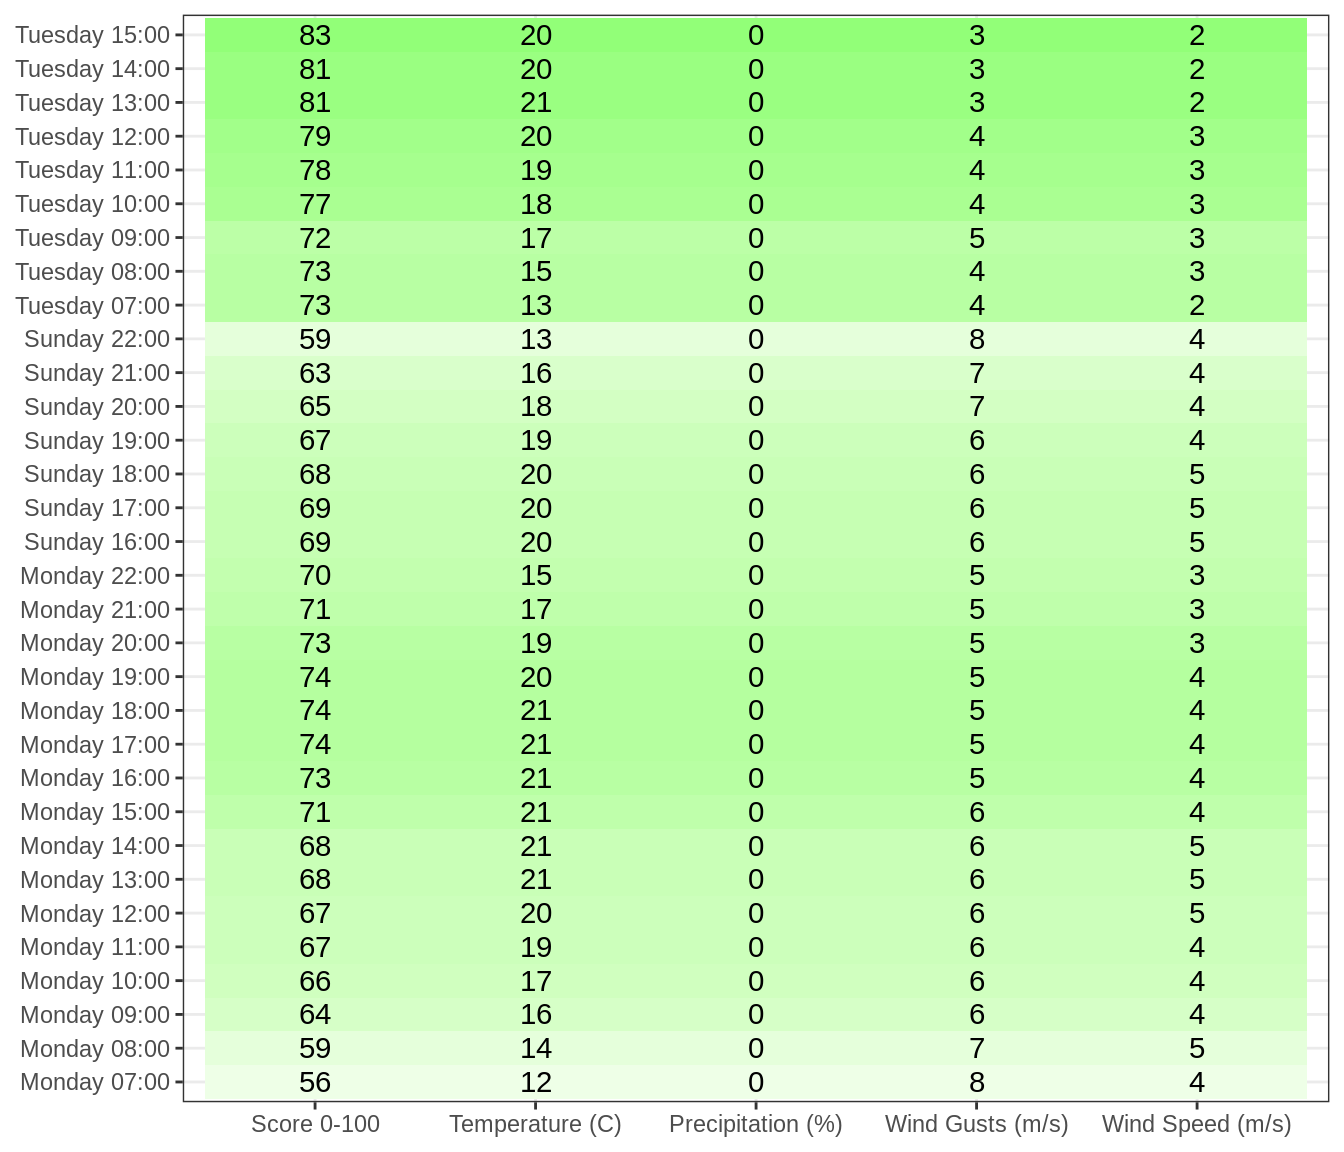 Tuesday 15:00 83 20 0 3 2
Tuesday 14:00 81 20 0 3 2
Tuesday 13:00 81 21 0 3 2
Tuesday 12:00 79 20 0 4 3
Tuesday 11:00 78 19 0 4 3
Tuesday 10:00 77 18 0 4 3
Tuesday 09:00 72 17 0 5 3
Tuesday 08:00 73 15 0 4 3
Tuesday 07:00 73 13 0 4 2
Sunday 22:00 59 13 0 8 4
Sunday 21:00 63 16 0 7 4
Sunday 20:00 65 18 0 7 4
Sunday 19:00 67 19 0 6 4
Sunday 18:00 68 20 0 6 5
Sunday 17:00 69 20 0 6 5
Sunday 16:00 69 20 0 6 5
Monday 22:00 70 15 0 5 3
Monday 21:00 71 17 0 5 3
Monday 20:00 73 19 0 5 3
Monday 19:00 74 20 0 5 4
Monday 18:00 74 21 0 5 4
Monday 17:00 74 21 0 5 4
Monday 16:00 73 21 0 5 4
Monday 15:00 71 21 0 6 4
Monday 14:00 68 21 0 6 5
Monday 13:00 68 21 0 6 5
Monday 12:00 67 20 0 6 5
Monday 11:00 67 19 0 6 4
Monday 10:00 66 17 0 6 4
Monday 09:00 64 16 0 6 4
Monday 08:00 59 14 0 7 5
Monday 07:00 56 12 0 8 4
Score 0-100 Temperature (C) Precipitation (%) Wind Gusts (m/s) Wind Speed (m/s)